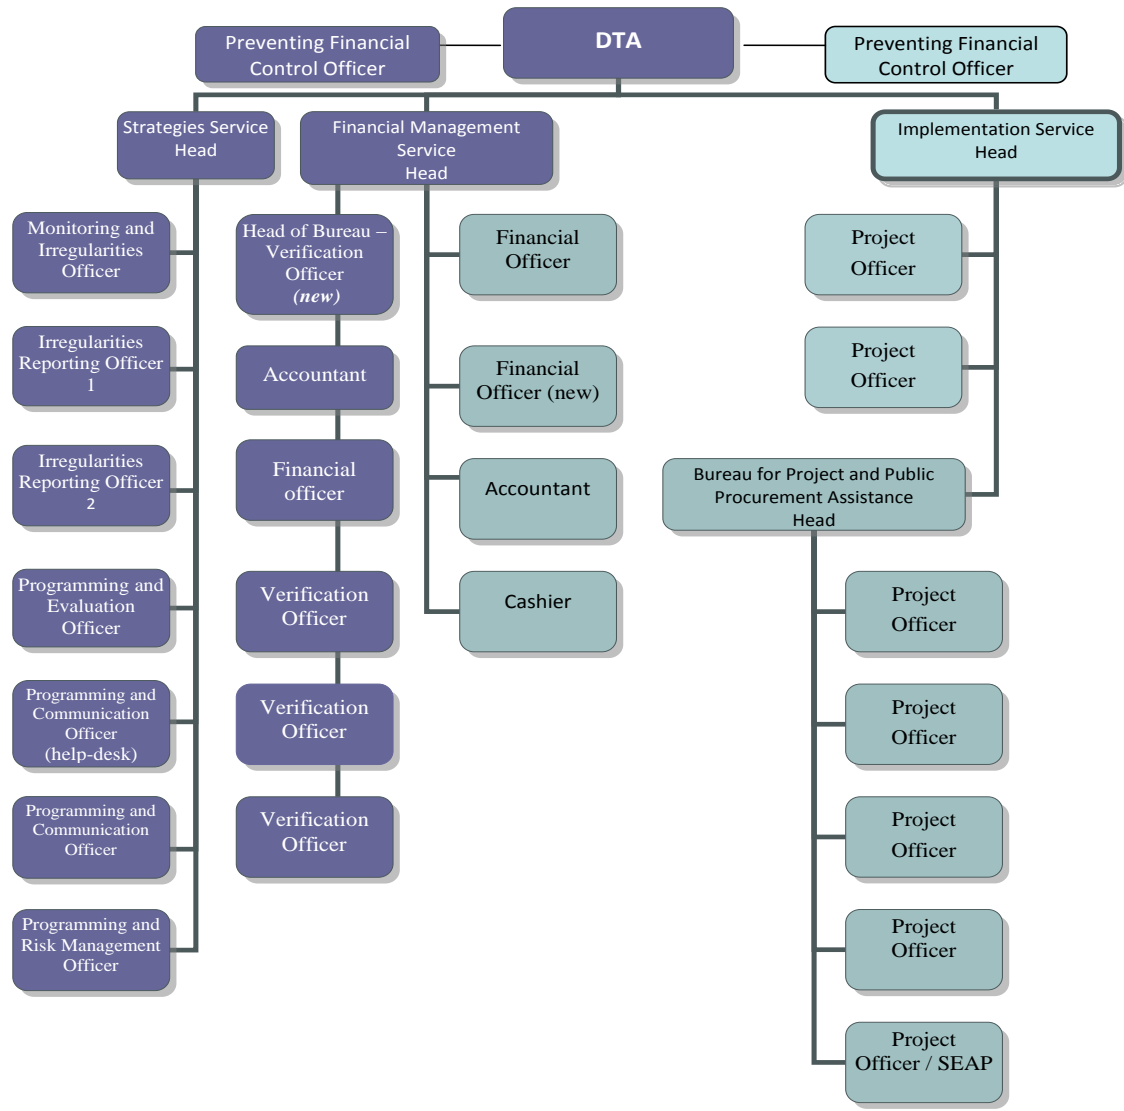 Preventing Financial
Control Officer
DTA
Preventing Financial
Control Officer
Strategies Service
Head
Financial Management
Service
Head
Implementation Service
Head
Monitoring and
Irregularities
Officer
Irregularities
Reporting Officer
1
Irregularities
Reporting Officer
2
Programming and
Evaluation
Officer
Programming and
Communication
Officer
(help-desk)
Programming and
Communication
Officer
Programming and
Risk Management
Officer
Head of Bureau –
Verification
Officer
(new)
Accountant
Financial
officer
Verification
Officer
Verification
Officer
Verification
Officer
Financial
Officer
Financial
Officer (new)
Accountant
Cashier
Project
Officer
Project
Officer
Bureau for Project and Public
Procurement Assistance
Head
Project
Officer
Project
Officer
Project
Officer
Project
Officer
Project
Officer / SEAP